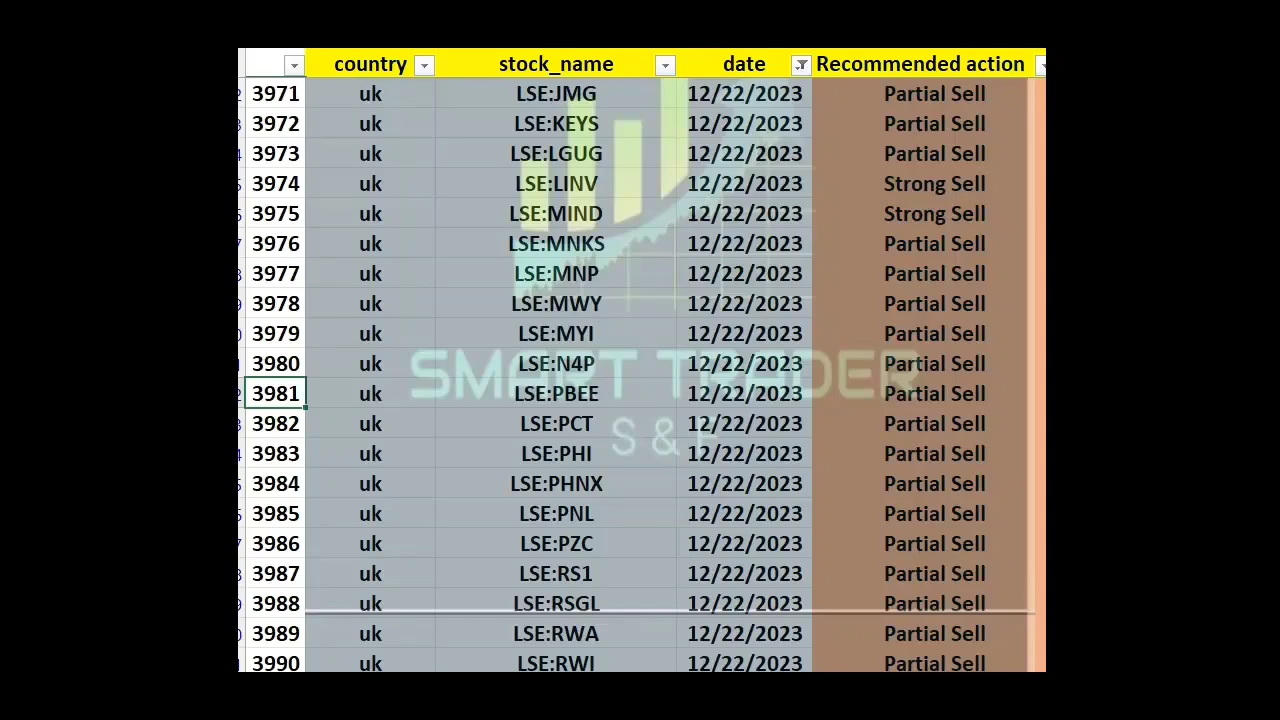 country stock_name date Recommended action
3971 uk LSE:JMG 12/22/2023 Partial Sell
3972 uk LSE:KEYS 12/22/2023 Partial Sell
3973 uk LSE:LGUG 12/22/2023 Partial Sell
3974 uk LSE:LINV 12/22/2023 Strong Sell
3975 uk LSE:MIND 12/22/2023 Strong Sell
3976 uk LSE:MNKS 12/22/2023 Partial Sell
3977 uk LSE:MNP 12/22/2023 Partial Sell
3978 uk LSE:MWY 12/22/2023 Partial Sell
3979 uk LSE:MYI 12/22/2023 Partial Sell
3980 uk LSE:N4P 12/22/2023 Partial Sell
SMART TRADER
3981 uk LSE:PBEE 12/22/2023 Partial Sell
3982 uk LSE:PCT 12/22/2023 Partial Sell
S & F
3983 uk LSE:PHI 12/22/2023 Partial Sell
3984 uk LSE:PHNX 12/22/2023 Partial Sell
3985 uk LSE:PNL 12/22/2023 Partial Sell
3986 uk LSE:PZC 12/22/2023 Partial Sell
3987 uk LSE:RS1 12/22/2023 Partial Sell
3988 uk LSE:RSGL 12/22/2023 Partial Sell
3989 uk LSE:RWA 12/22/2023 Partial Sell
3990 uk LSE:RWI 12/22/2023 Partial Sell